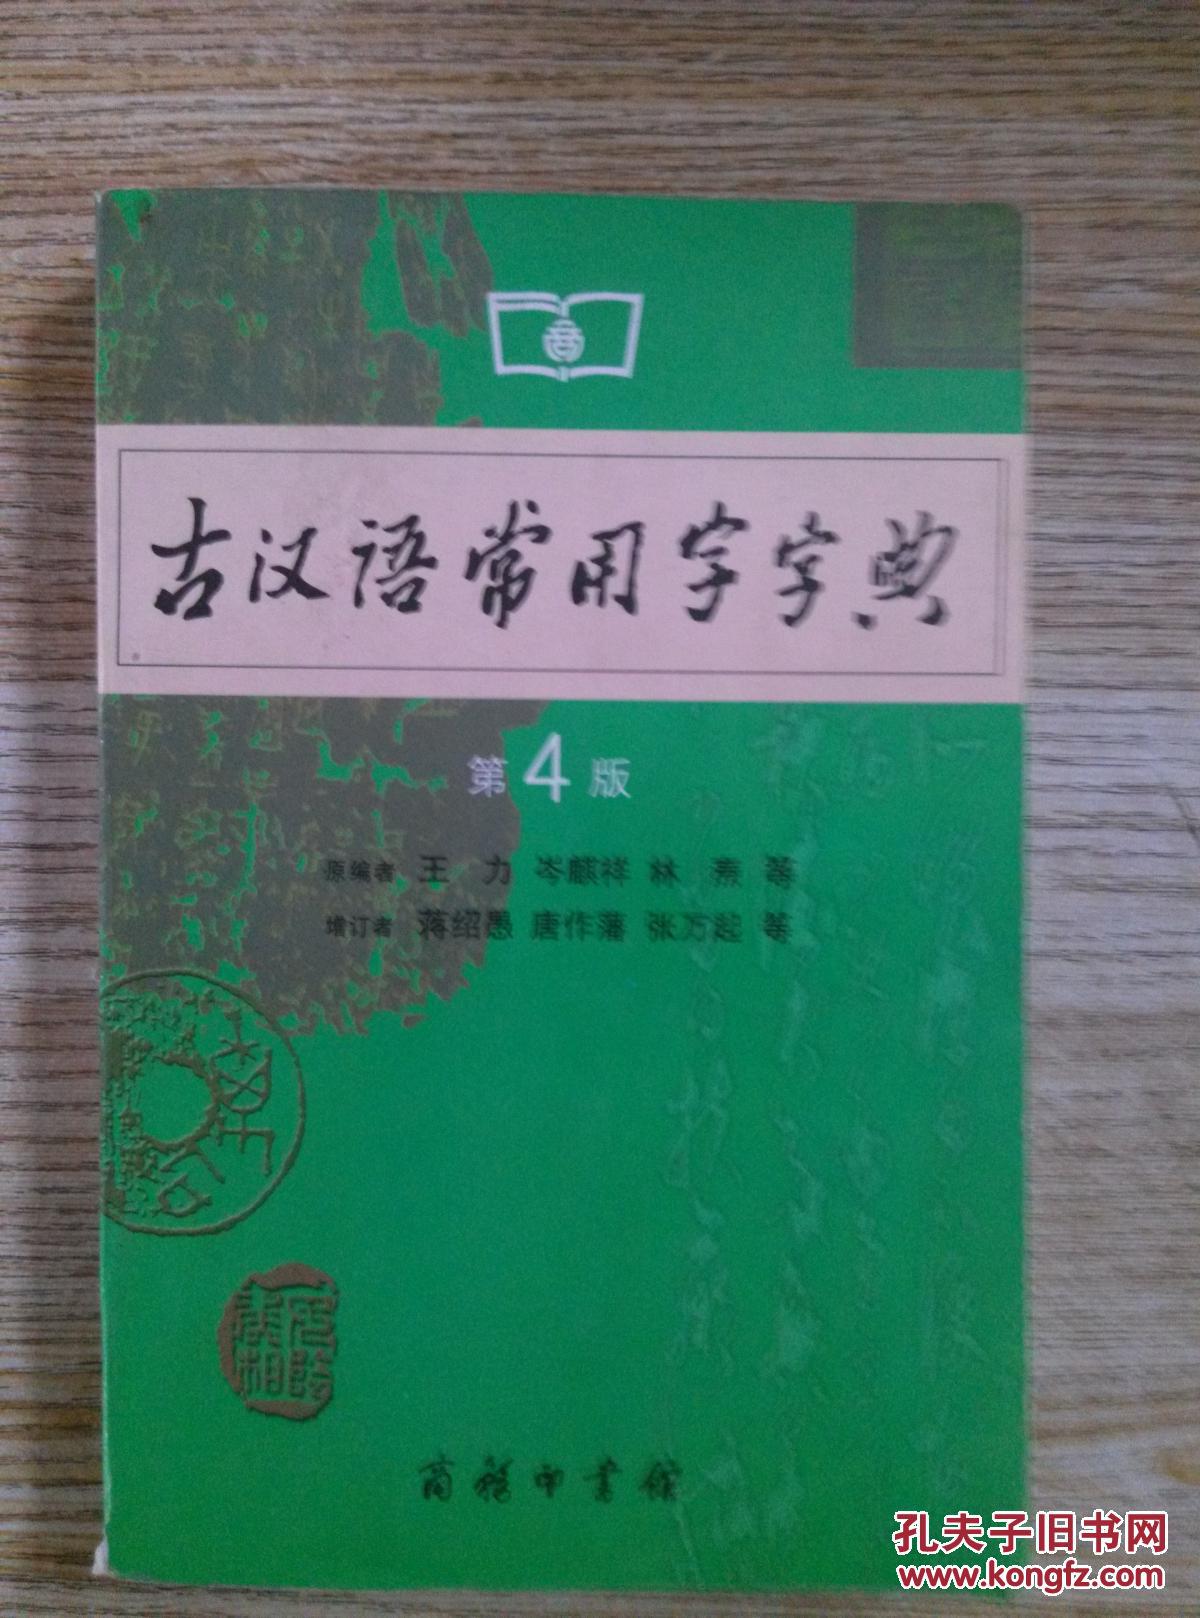 商
古汉语常用字字典
第4版
原编者 王力 岑麒祥 林焘 等
增订者 蒋绍愚 唐作藩 张万起 等
商务印书馆
孔夫子旧书网
www.kongfz.com